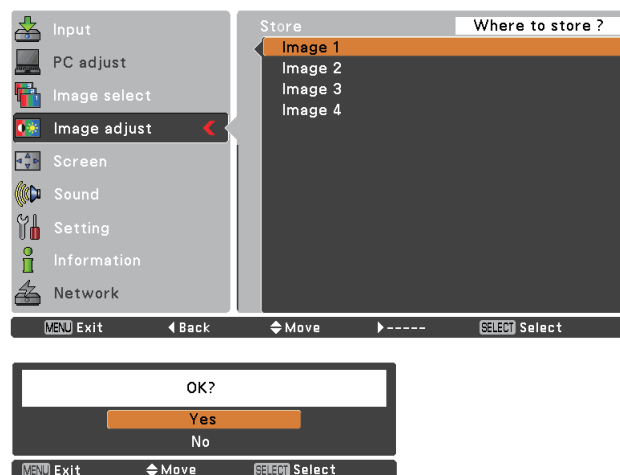 Input
PC adjust
Image select
Image adjust
Screen
Sound
Setting
Information
Network
Store
Where to store ?
Image 1
Image 2
Image 3
Image 4
MENU Exit ◀Back Move ▶----- SELECT Select
OK?
Yes
No
MENU Exit Move SELECT Select